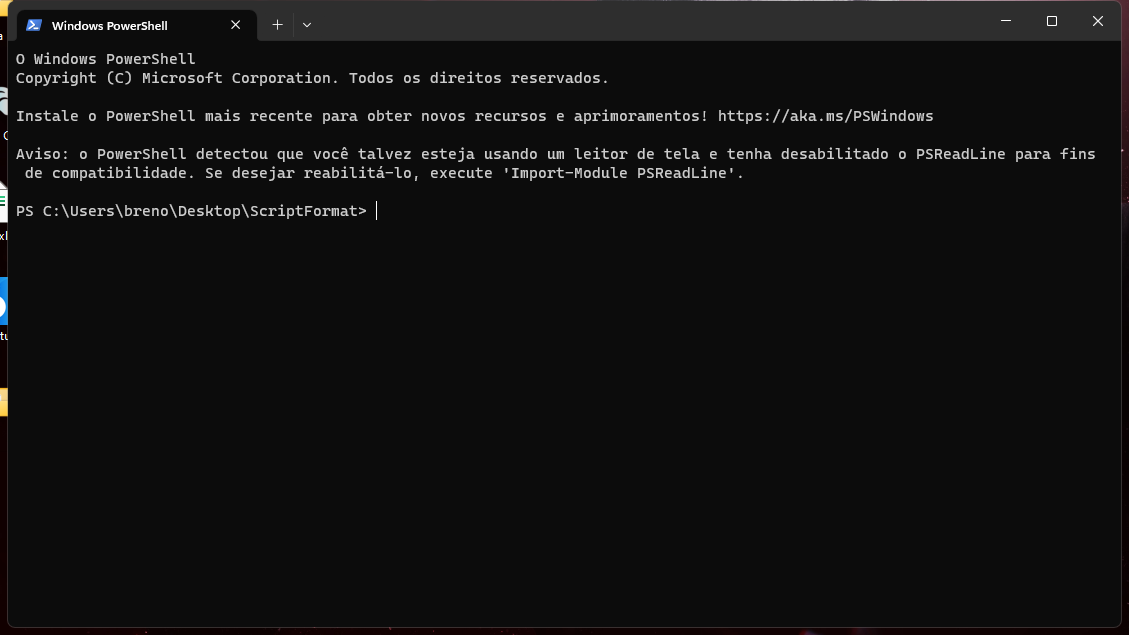 Windows PowerShell
O Windows PowerShell
Copyright (C) Microsoft Corporation. Todos os direitos reservados.
Instale o PowerShell mais recente para obter novos recursos e aprimoramentos! https://aka.ms/PSWindows
Aviso: o PowerShell detectou que você talvez esteja usando um leitor de tela e tenha desabilitado o PSReadLine para fins
de compatibilidade. Se desejar reabilitá-lo, execute 'Import-Module PSReadLine'.
PS C:\Users\breno\Desktop\ScriptFormat>